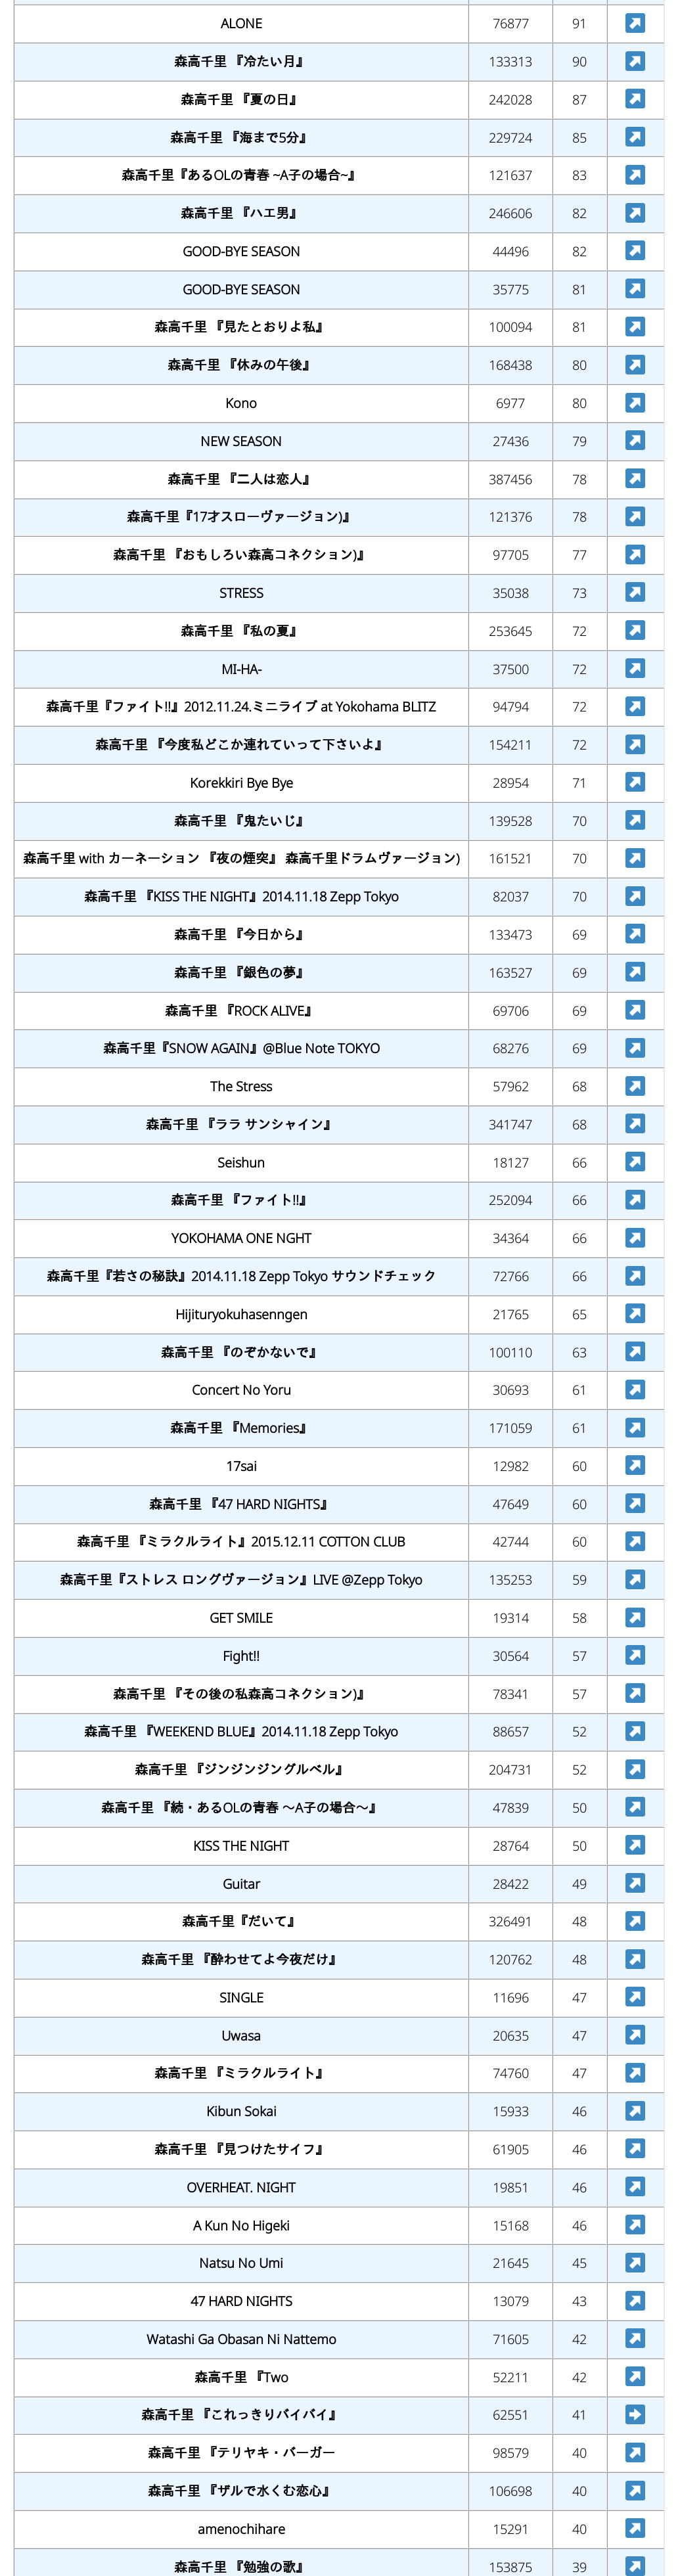 ALONE 76877 91
森高千里 『冷たい月』 133313 90
森高千里 『夏の日』 242028 87
森高千里 『海まで5分』 229724 85
森高千里『あるOLの青春 ~A子の場合~』 121637 83
森高千里 『ハエ男』 246606 82
GOOD-BYE SEASON 44496 82
GOOD-BYE SEASON 35775 81
森高千里 『見たとおりよ私』 100094 81
森高千里 『休みの午後』 168438 80
Kono 6977 80
NEW SEASON 27436 79
森高千里 『二人は恋人』 387456 78
森高千里『17才スローヴァージョン)』 121376 78
森高千里 『おもしろい森高コネクション)』 97705 77
STRESS 35038 73
森高千里 『私の夏』 253645 72
MI-HA- 37500 72
森高千里『ファイト!!』2012.11.24.ミニライブ at Yokohama BLITZ 94794 72
森高千里 『今度私どこか連れていって下さいよ』 154211 72
Korekkiri Bye Bye 28954 71
森高千里 『鬼たいじ』 139528 70
森高千里 with カーネーション 『夜の煙突』 森高千里ドラムヴァージョン) 161521 70
森高千里 『KISS THE NIGHT』2014.11.18 Zepp Tokyo 82037 70
森高千里 『今日から』 133473 69
森高千里 『銀色の夢』 163527 69
森高千里 『ROCK ALIVE』 69706 69
森高千里『SNOW AGAIN』@Blue Note TOKYO 68276 69
The Stress 57962 68
森高千里 『ララ サンシャイン』 341747 68
Seishun 18127 66
森高千里 『ファイト!!』 252094 66
YOKOHAMA ONE NGHT 34364 66
森高千里『若さの秘訣』2014.11.18 Zepp Tokyo サウンドチェック 72766 66
Hijituryokuhasenngen 21765 65
森高千里 『のぞかないで』 100110 63
Concert No Yoru 30693 61
森高千里 『Memories』 171059 61
17sai 12982 60
森高千里 『47 HARD NIGHTS』 47649 60
森高千里 『ミラクルライト』2015.12.11 COTTON CLUB 42744 60
森高千里『ストレス ロングヴァージョン』LIVE @Zepp Tokyo 135253 59
GET SMILE 19314 58
Fight!! 30564 57
森高千里 『その後の私森高コネクション)』 78341 57
森高千里 『WEEKEND BLUE』2014.11.18 Zepp Tokyo 88657 52
森高千里 『ジンジンジングルベル』 204731 52
森高千里 『続・あるOLの青春 〜A子の場合〜』 47839 50
KISS THE NIGHT 28764 50
Guitar 28422 49
森高千里『だいて』 326491 48
森高千里 『酔わせてよ今夜だけ』 120762 48
SINGLE 11696 47
Uwasa 20635 47
森高千里 『ミラクルライト』 74760 47
Kibun Sokai 15933 46
森高千里 『見つけたサイフ』 61905 46
OVERHEAT. NIGHT 19851 46
A Kun No Higeki 15168 46
Natsu No Umi 21645 45
47 HARD NIGHTS 13079 43
Watashi Ga Obasan Ni Nattemo 71605 42
森高千里 『Two 52211 42
森高千里 『これっきりバイバイ』 62551 41
森高千里 『テリヤキ・バーガー 98579 40
森高千里 『ザルで水くむ恋心』 106698 40
amenochihare 15291 40
森高千里 『勉強の歌』 153875 39